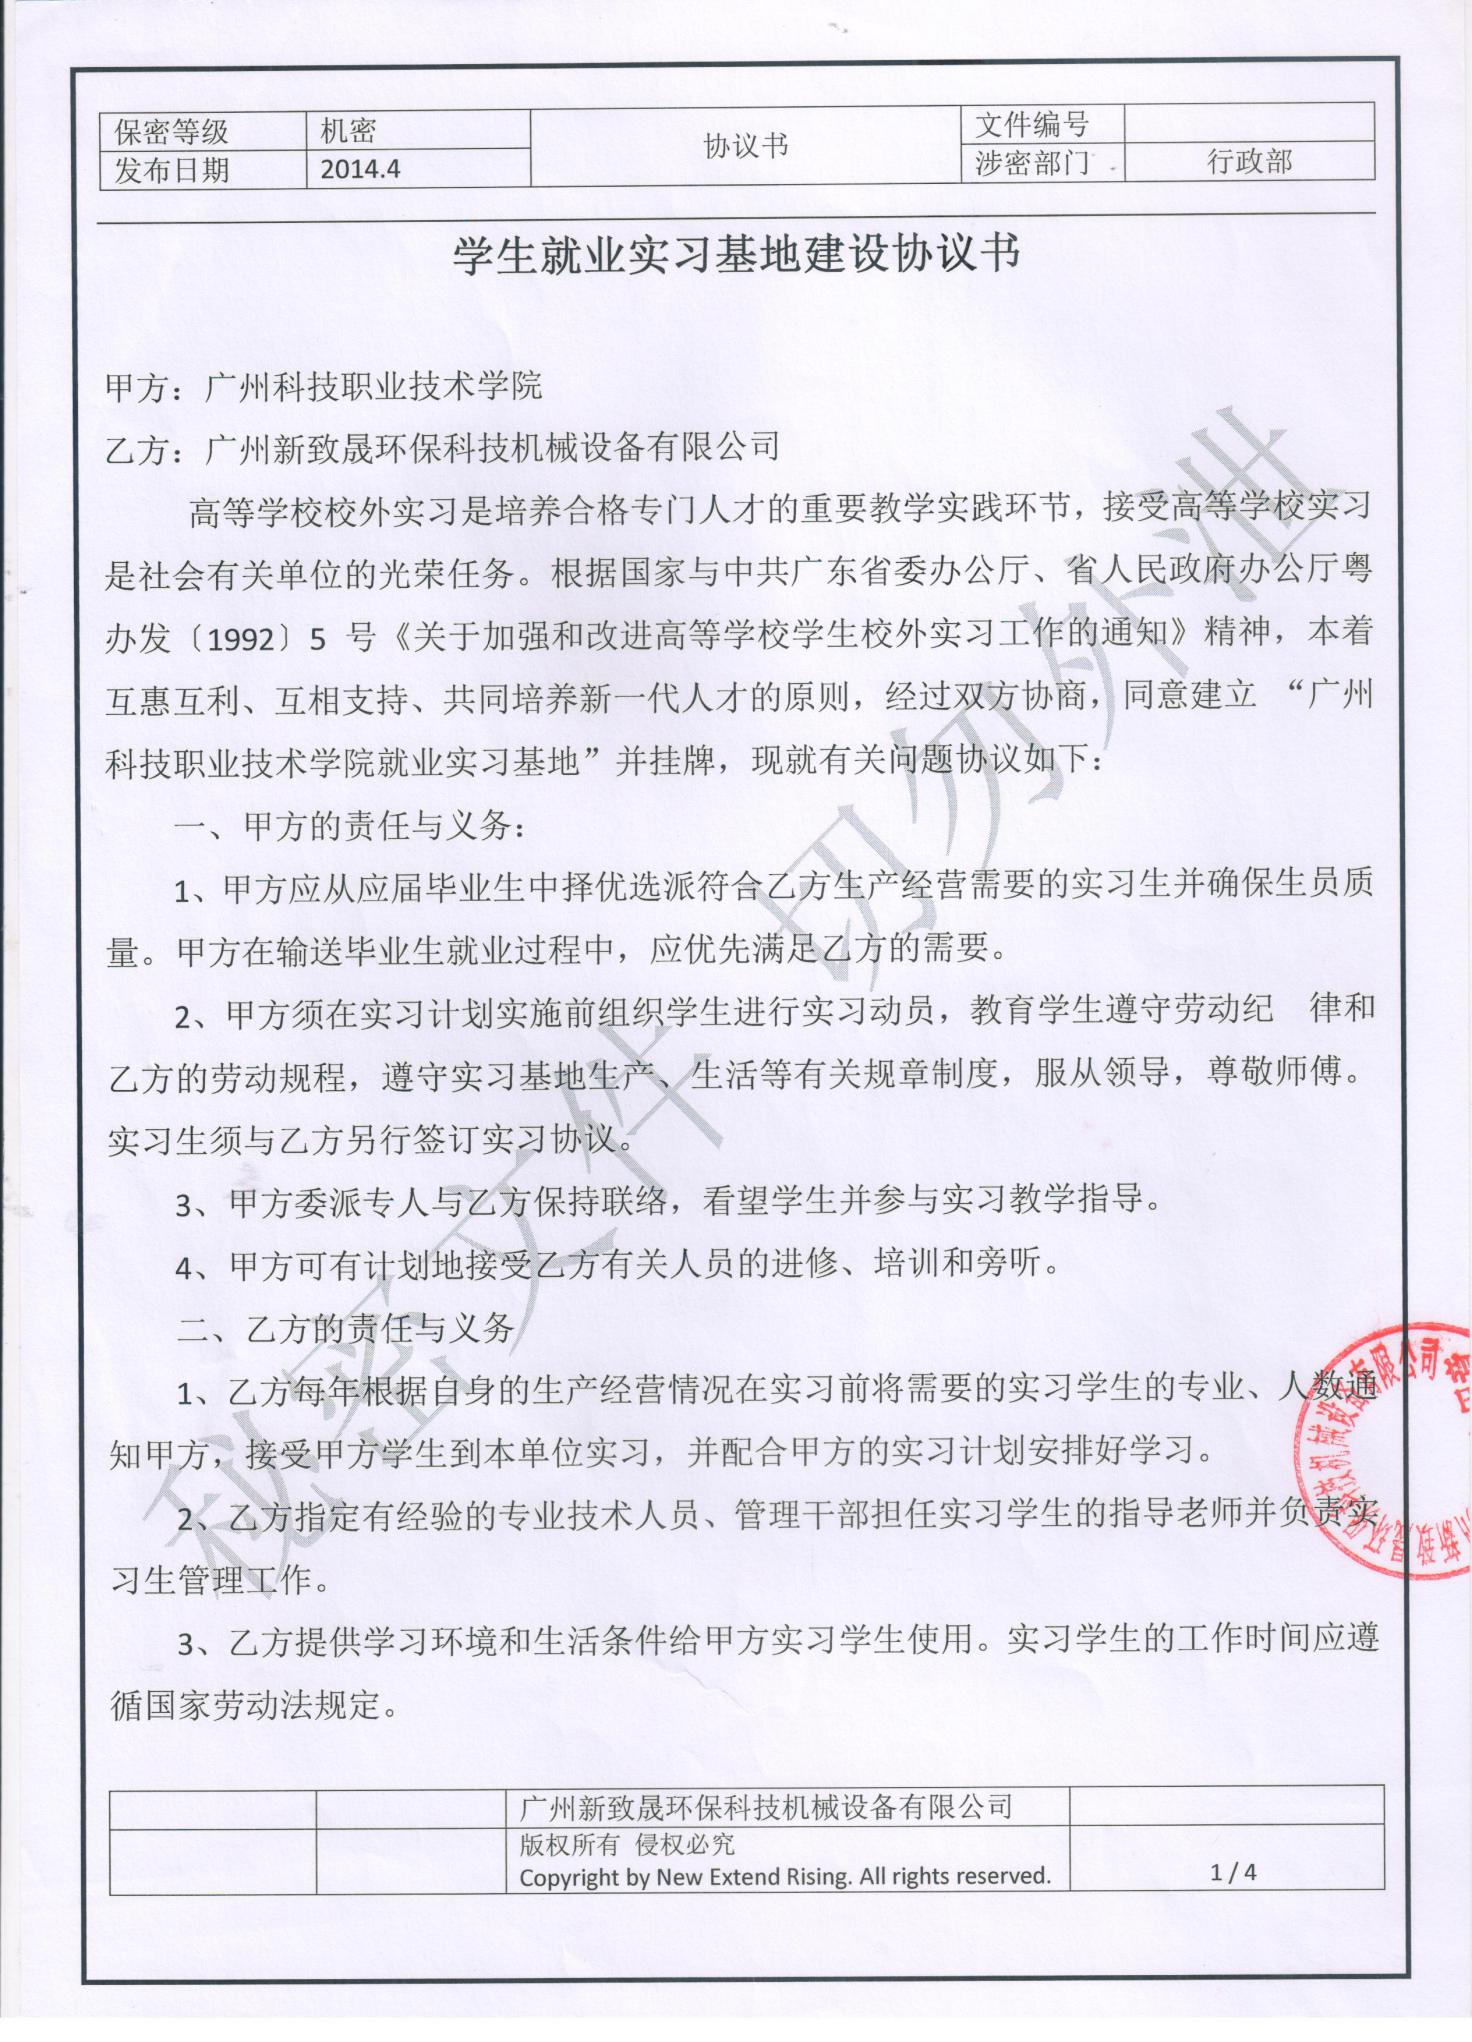 保密等级 机密 协议书 文件编号
发布日期 2014.4 涉密部门 行政部
学生就业实习基地建设协议书
甲方：广州科技职业技术学院
乙方：广州新致晟环保科技机械设备有限公司
高等学校校外实习是培养合格专门人才的重要教学实践环节，接受高等学校实习
是社会有关单位的光荣任务。根据国家与中共广东省委办公厅、省人民政府办公厅粤
办发〔1992〕5 号《关于加强和改进高等学校学生校外实习工作的通知》精神，本着
互惠互利、互相支持、共同培养新一代人才的原则，经过双方协商，同意建立 “广州
科技职业技术学院就业实习基地”并挂牌，现就有关问题协议如下：
一、甲方的责任与义务：
1、甲方应从应届毕业生中择优选派符合乙方生产经营需要的实习生并确保生员质
量。甲方在输送毕业生就业过程中，应优先满足乙方的需要。
2、甲方须在实习计划实施前组织学生进行实习动员，教育学生遵守劳动纪 律和
乙方的劳动规程，遵守实习基地生产、生活等有关规章制度，服从领导，尊敬师傅。
实习生须与乙方另行签订实习协议。
3、甲方委派专人与乙方保持联络，看望学生并参与实习教学指导。
4、甲方可有计划地接受乙方有关人员的进修、培训和旁听。
二、乙方的责任与义务
1、乙方每年根据自身的生产经营情况在实习前将需要的实习学生的专业、人数通
知甲方，接受甲方学生到本单位实习，并配合甲方的实习计划安排好学习。
2、乙方指定有经验的专业技术人员、管理干部担任实习学生的指导老师并负责实
习生管理工作。
3、乙方提供学习环境和生活条件给甲方实习学生使用。实习学生的工作时间应遵
循国家劳动法规定。
秘密文件 切勿外泄
新致晟环保 机械设备有限公司
广州新致晟环保科技机械设备有限公司
版权所有 侵权必究
Copyright by New Extend Rising. All rights reserved.
1 / 4